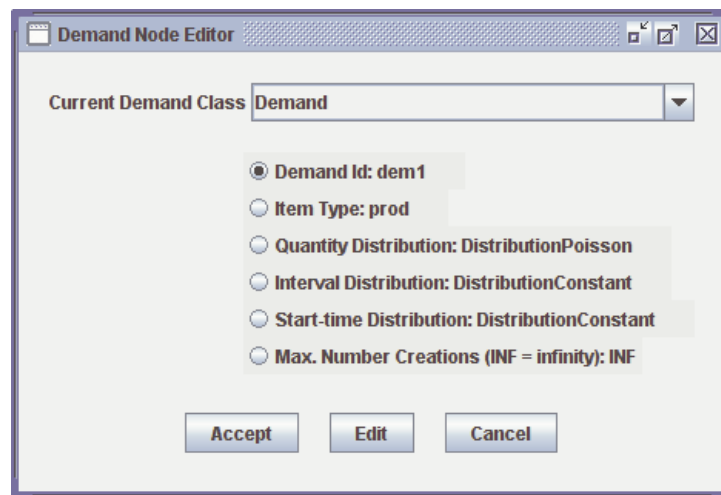 Demand Node Editor
Current Demand Class Demand
Demand Id: dem1
Item Type: prod
Quantity Distribution: DistributionPoisson
Interval Distribution: DistributionConstant
Start-time Distribution: DistributionConstant
Max. Number Creations (INF = infinity): INF
Accept Edit Cancel